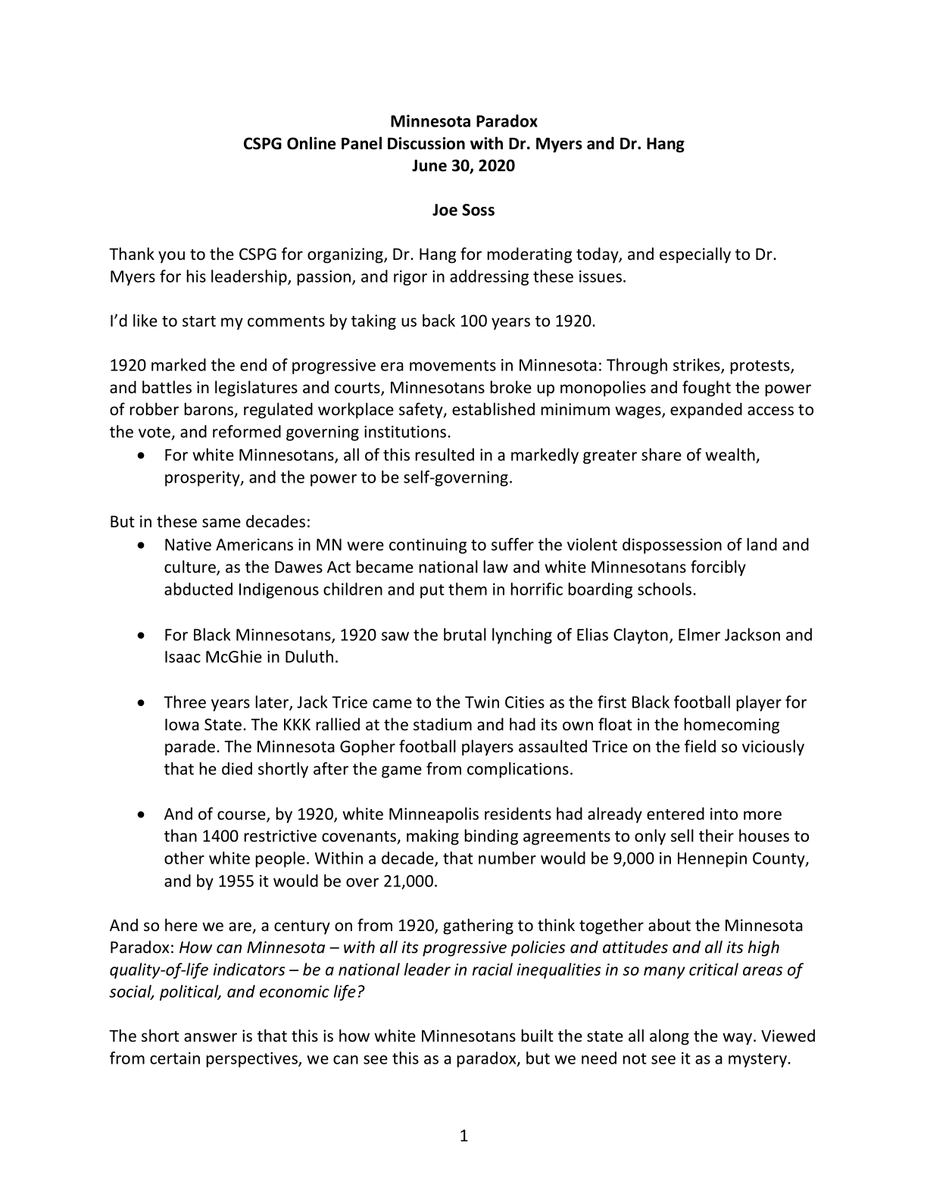 Minnesota Paradox
CSPG Online Panel Discussion with Dr. Myers and Dr. Hang
June 30, 2020
Joe Soss
Thank you to the CSPG for organizing, Dr. Hang for moderating today, and especially to Dr.
Myers for his leadership, passion, and rigor in addressing these issues.
I’d like to start my comments by taking us back 100 years to 1920.
1920 marked the end of progressive era movements in Minnesota: Through strikes, protests,
and battles in legislatures and courts, Minnesotans broke up monopolies and fought the power
of robber barons, regulated workplace safety, established minimum wages, expanded access to
the vote, and reformed governing institutions.
• For white Minnesotans, all of this resulted in a markedly greater share of wealth,
prosperity, and the power to be self-governing.
But in these same decades:
• Native Americans in MN were continuing to suffer the violent dispossession of land and
culture, as the Dawes Act became national law and white Minnesotans forcibly
abducted Indigenous children and put them in horrific boarding schools.
• For Black Minnesotans, 1920 saw the brutal lynching of Elias Clayton, Elmer Jackson and
Isaac McGhie in Duluth.
• Three years later, Jack Trice came to the Twin Cities as the first Black football player for
Iowa State. The KKK rallied at the stadium and had its own float in the homecoming
parade. The Minnesota Gopher football players assaulted Trice on the field so viciously
that he died shortly after the game from complications.
• And of course, by 1920, white Minneapolis residents had already entered into more
than 1400 restrictive covenants, making binding agreements to only sell their houses to
other white people. Within a decade, that number would be 9,000 in Hennepin County,
and by 1955 it would be over 21,000.
And so here we are, a century on from 1920, gathering to think together about the Minnesota
Paradox: How can Minnesota – with all its progressive policies and attitudes and all its high
quality-of-life indicators – be a national leader in racial inequalities in so many critical areas of
social, political, and economic life?
The short answer is that this is how white Minnesotans built the state all along the way. Viewed
from certain perspectives, we can see this as a paradox, but we need not see it as a mystery.
1